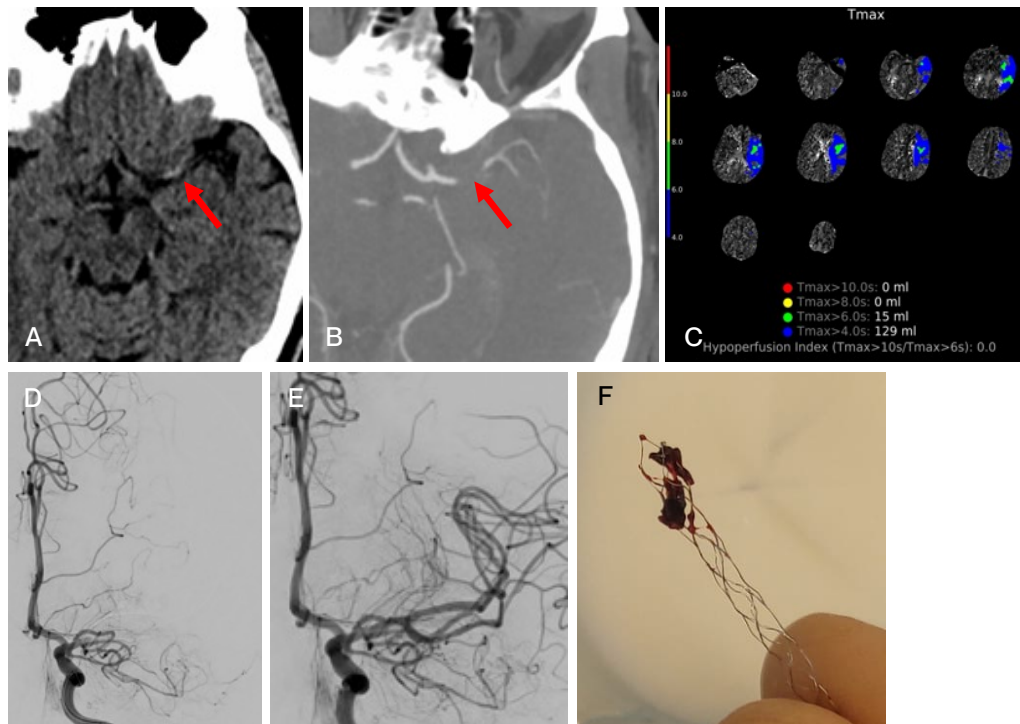 Tmax
10.0
8.0
6.0
4.0
Tmax>10.0s: 0 ml
Tmax>8.0s: 0 ml
Tmax>6.0s: 15 ml
Tmax>4.0s: 129 ml
Hypoperfusion Index (Tmax>10s/Tmax>6s): 0.0
A
B
C
D
E
F